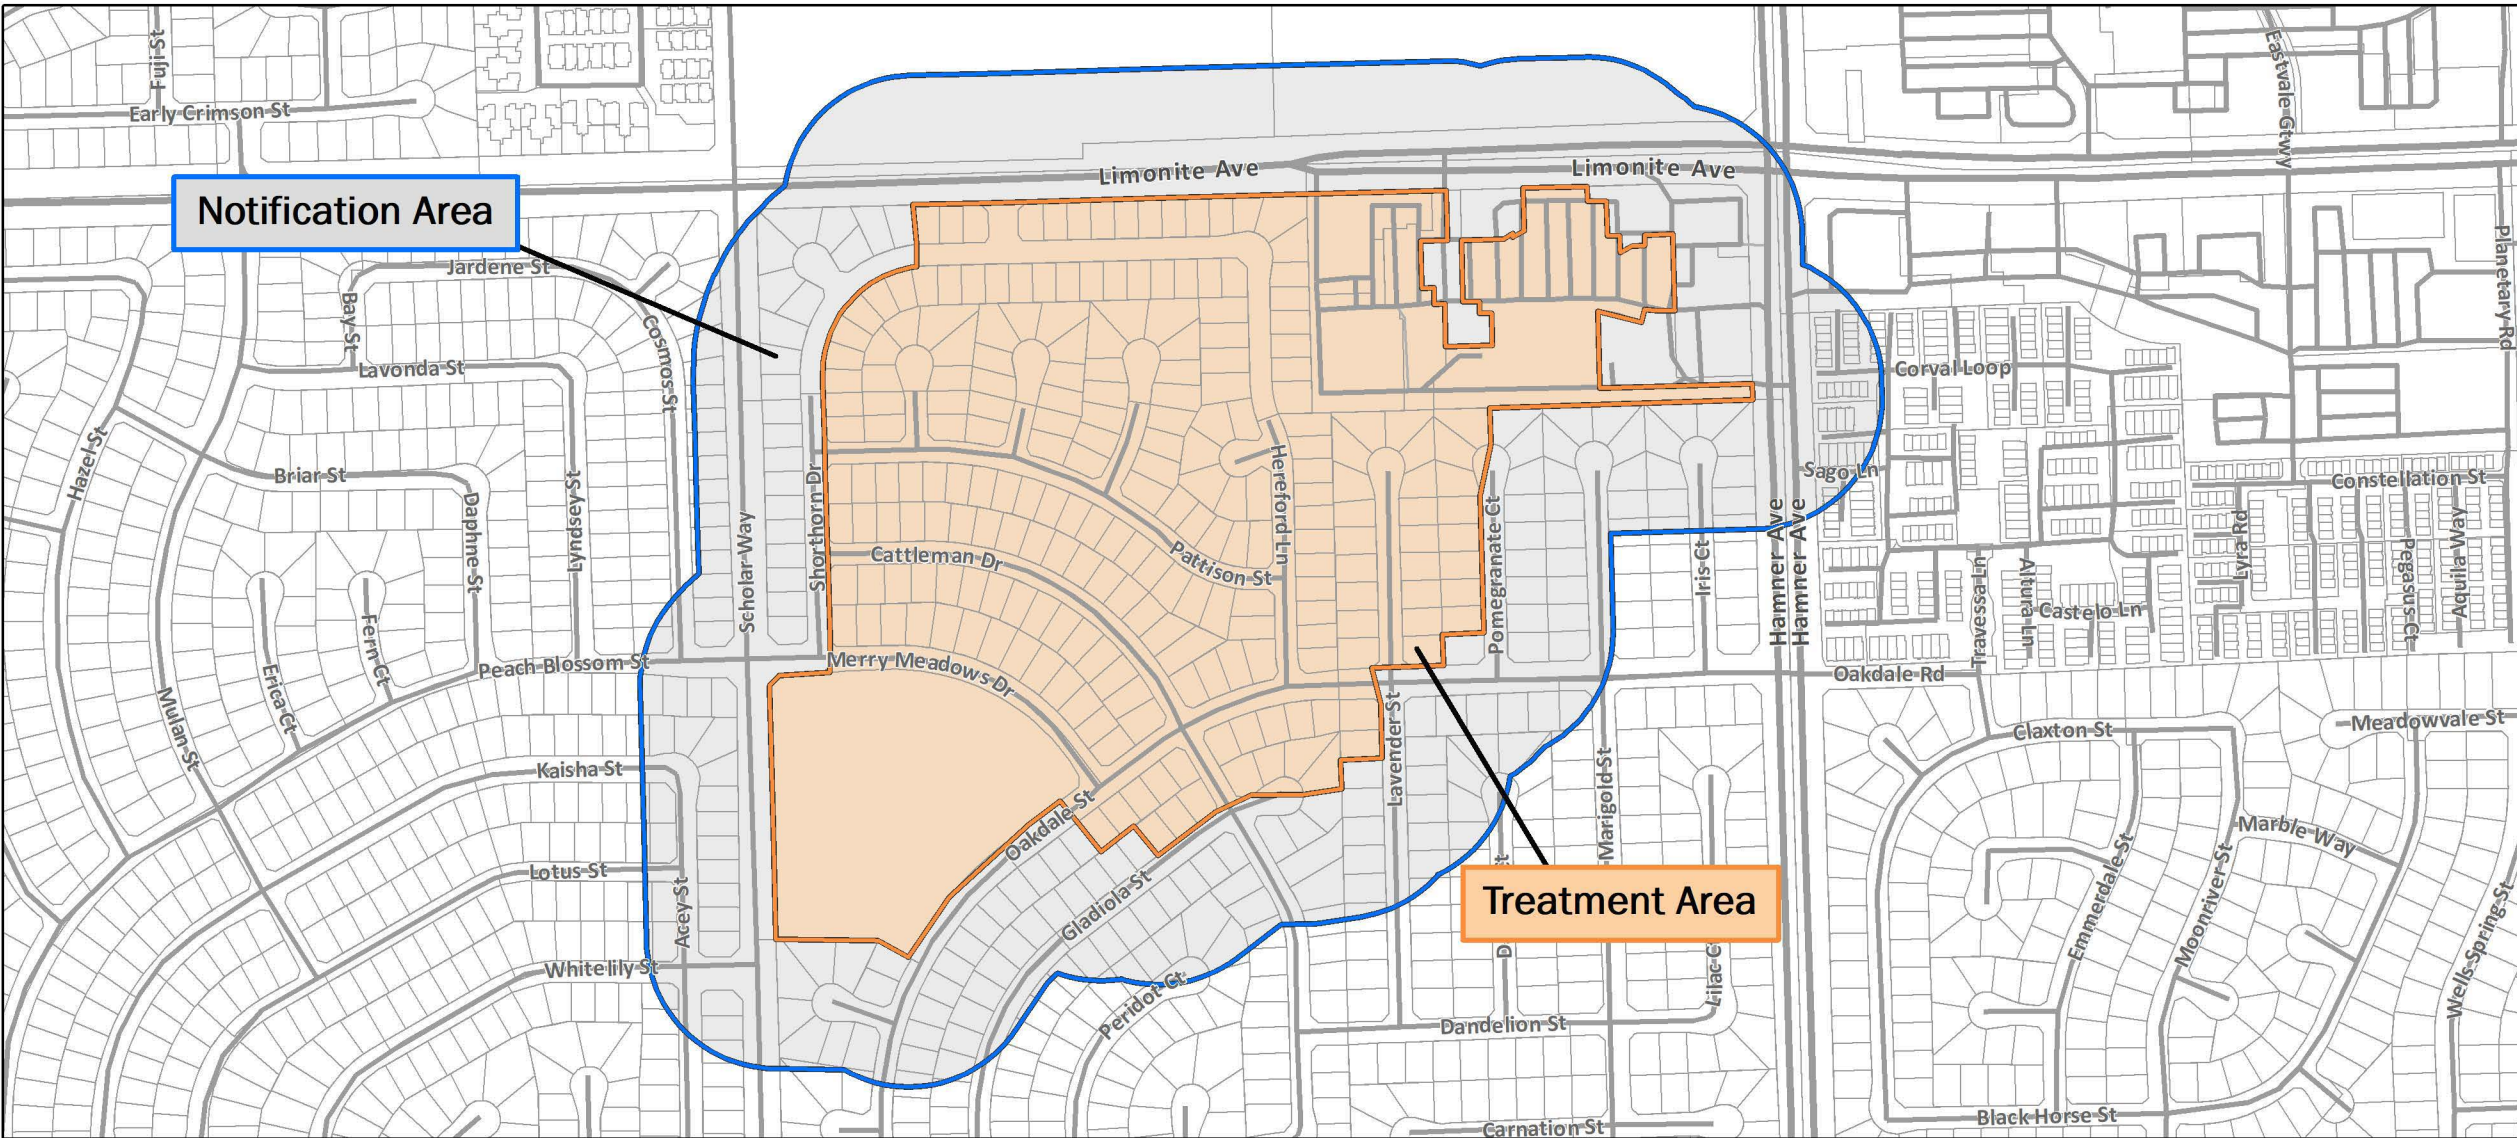 Fuji St
Early Crimson St
Eastvale Gtwy
Limonite Ave
Limonite Ave
Notification Area
Jardene St
Bay St
Cosmos St
Planetary Rd
Lavonda St
Corval Loop
Hazel St
Briar St
Daphne St
Lyndsey St
Shorthorn Dr
Scholar Way
Hereford Ln
Sago Ln
Constellation St
Hamner Ave
Hamner Ave
Cattleman Dr
Pattison St
Pomegranate Ct
Iris Ct
Travessa Ln
Altura Ln
Castelo Ln
Lyra Rd
Pegasus Ct
Aquila Way
Erica Ct
Fern Ct
Mulan St
Peach Blossom St
Merry Meadows Dr
Oakdale Rd
Lavender St
Marigold St
Claxton St
Meadowvale St
Kaisha St
Oakdale St
Marble Way
Lotus St
Acey St
Gladiola St
Treatment Area
Emmerdale St
Moonriver St
Wells Spring St
Whitelily St
Peridot Ct
D
st
Lilac C
Dandelion St
Carnation St
Black Horse St